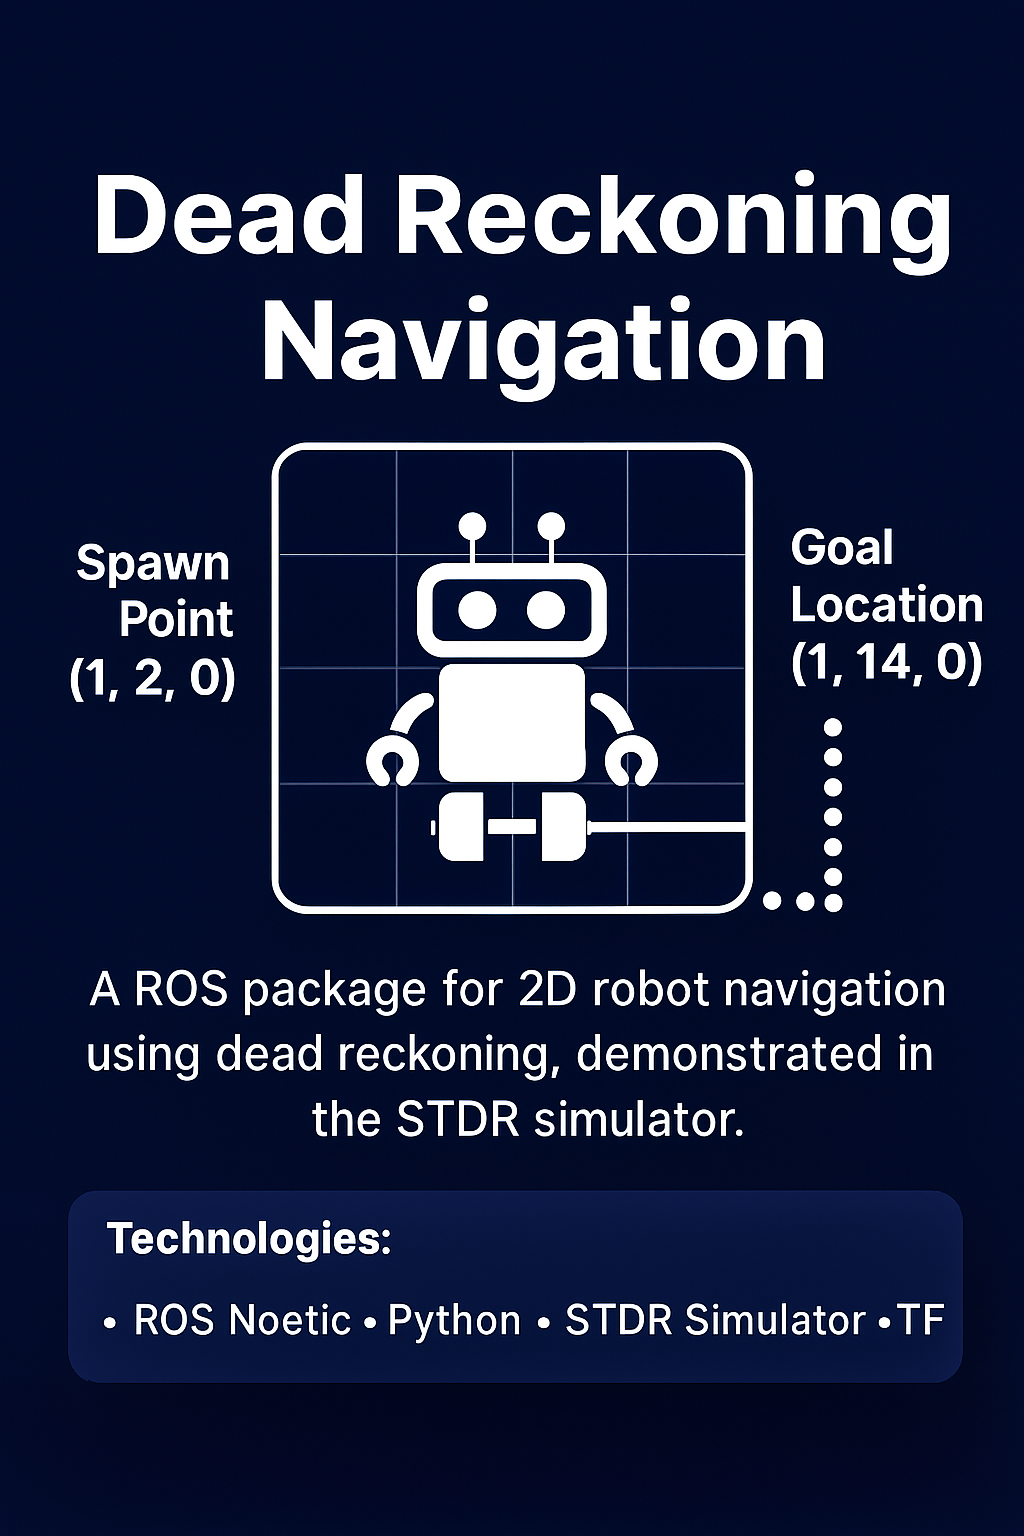 Dead Reckoning
Navigation
Spawn
Point
(1, 2, 0)
Goal
Location
(1, 14, 0)
A ROS package for 2D robot navigation
using dead reckoning, demonstrated in
the STDR simulator.
Technologies:
• ROS Noetic • Python • STDR Simulator •TF